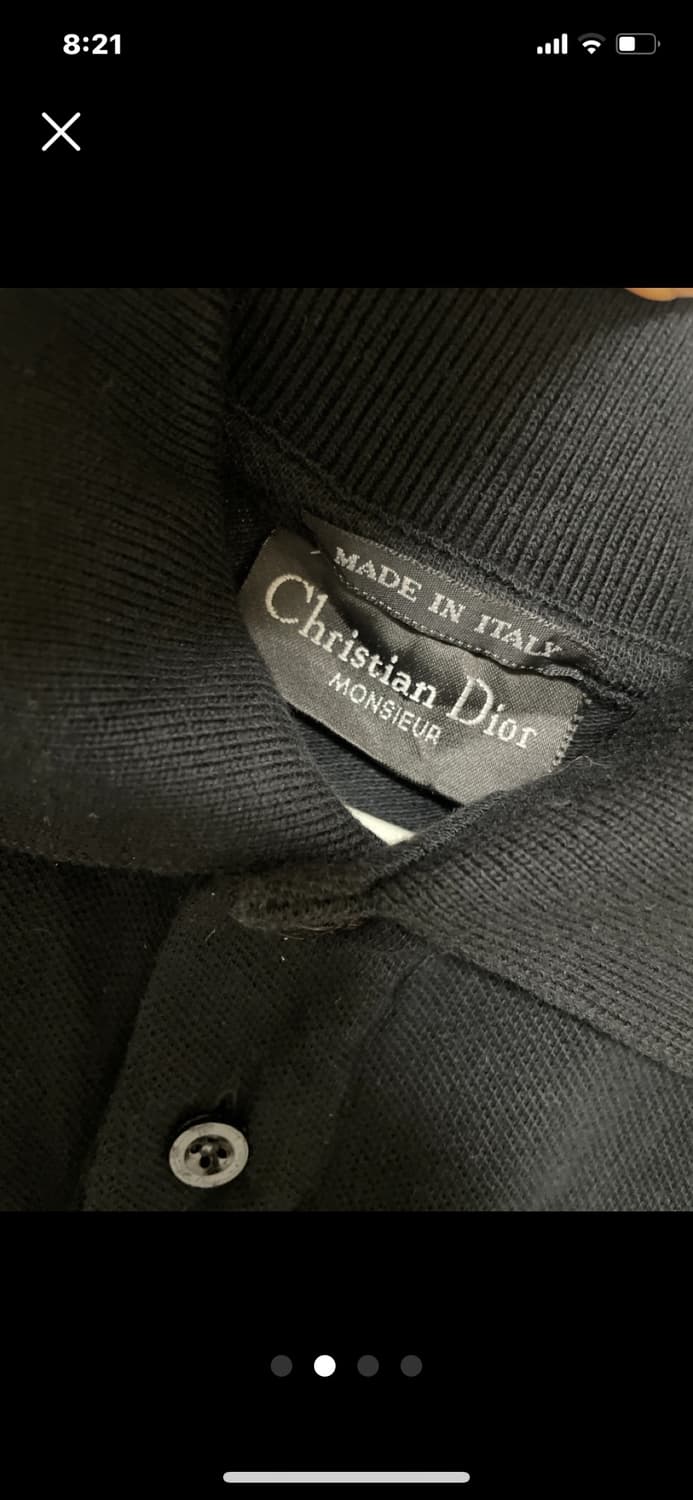 8:21
MADE IN ITALY
Christian Dior
MONSIEUR